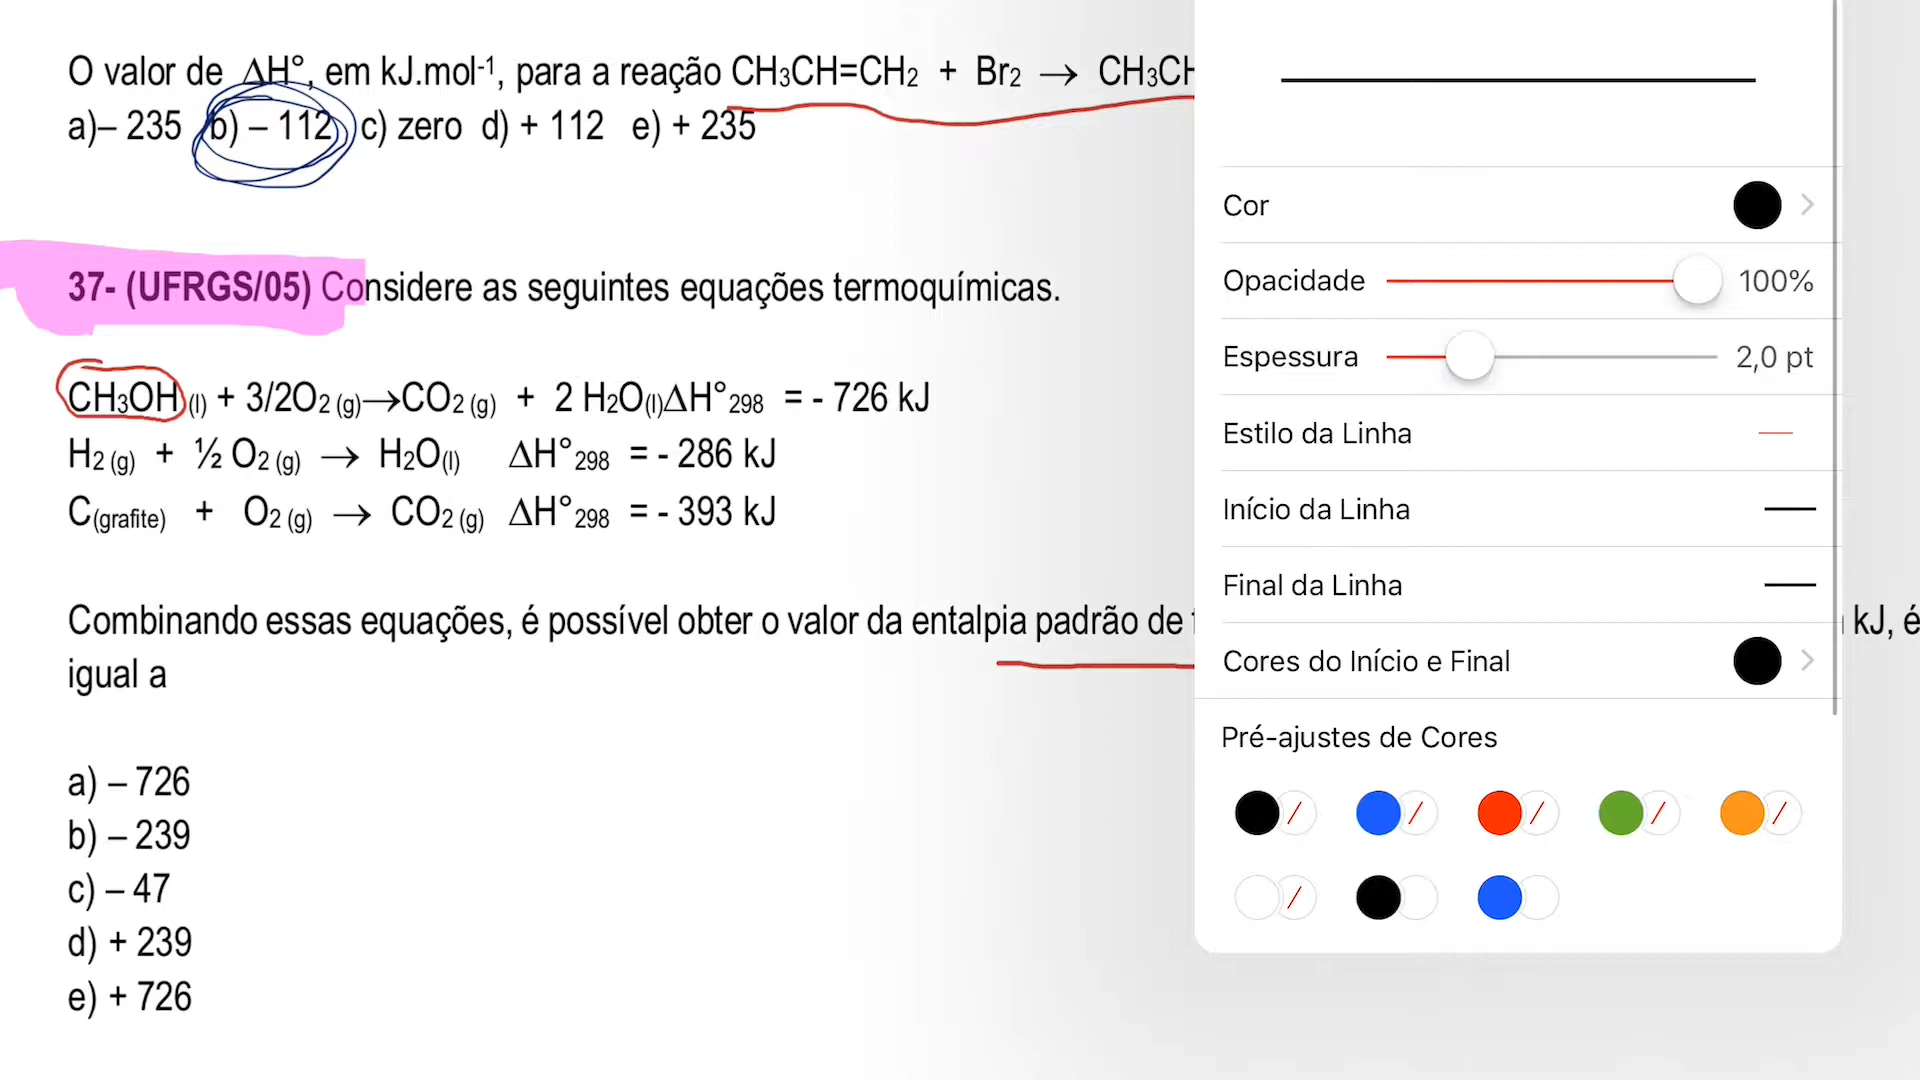 O valor de ΔH°, em kJ.mol-1, para a reação CH3CH=CH2 + Br2 → CH3CH
a)– 235 b) – 112 c) zero d) + 112 e) + 235
37- (UFRGS/05) Considere as seguintes equações termoquímicas.
CH3OH(l) + 3/2O2 (g)→CO2 (g) + 2 H2O(l)ΔH°298 = - 726 kJ
H2 (g) + ½ O2 (g) → H2O(l) ΔH°298 = - 286 kJ
C(grafite) + O2 (g) → CO2 (g) ΔH°298 = - 393 kJ
Combinando essas equações, é possível obter o valor da entalpia padrão de kJ, é
igual a
a) – 726
b) – 239
c) – 47
d) + 239
e) + 726
Cor
Opacidade 100%
Espessura 2,0 pt
Estilo da Linha
Início da Linha
Final da Linha
Cores do Início e Final
Pré-ajustes de Cores